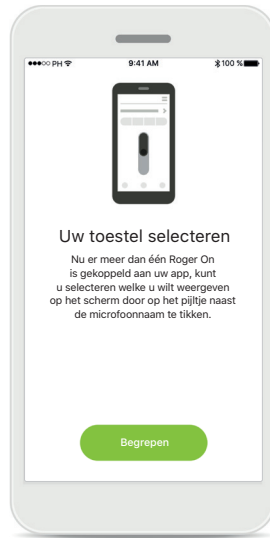 PH 9:41 AM 100 %
Uw toestel selecteren
Nu er meer dan één Roger On
is gekoppeld aan uw app, kunt
u selecteren welke u wilt weergeven
op het scherm door op het pijltje naast
de microfoonnaam te tikken.
Begrepen